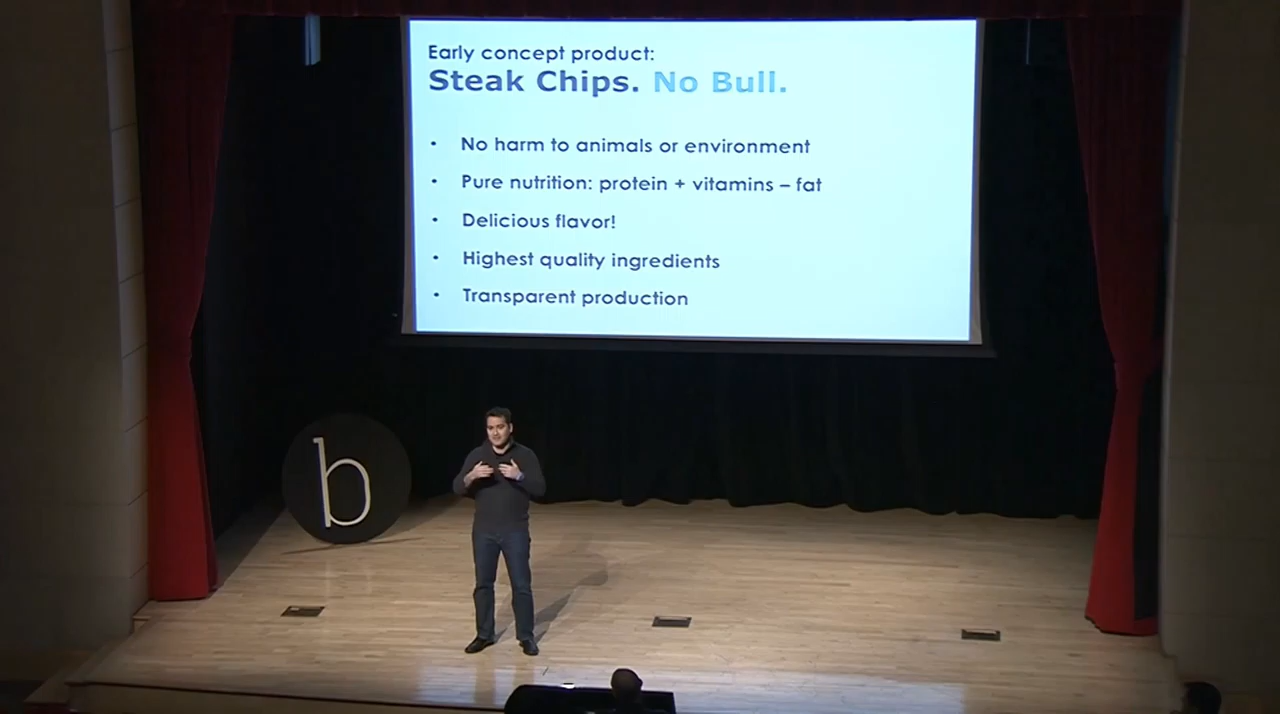 Early concept product:
Steak Chips. No Bull.
• No harm to animals or environment
• Pure nutrition: protein + vitamins – fat
• Delicious flavor!
• Highest quality ingredients
• Transparent production
b